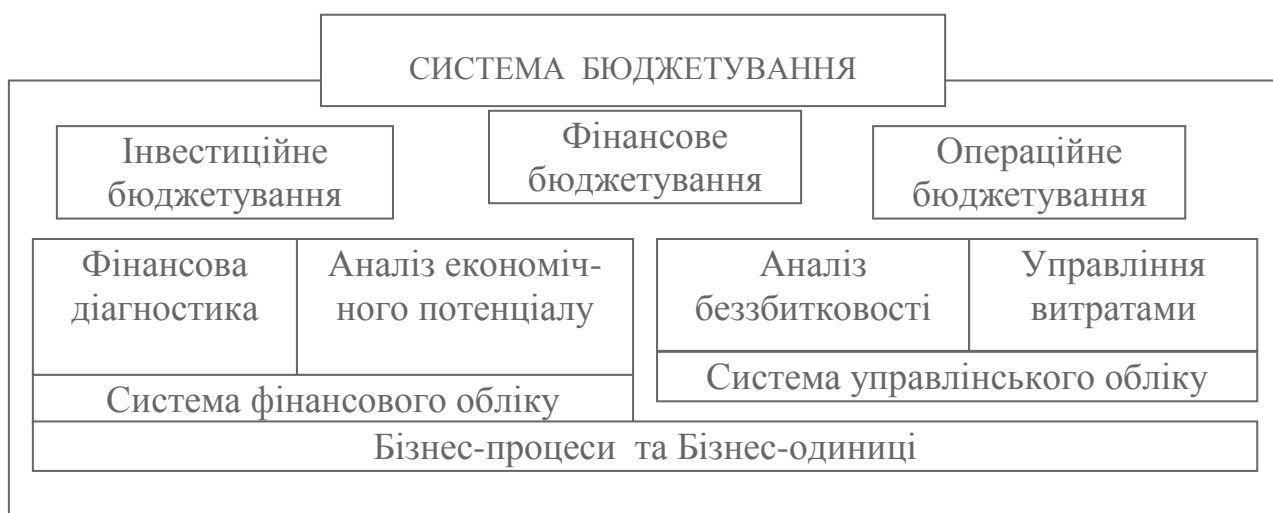 СИСТЕМА БЮДЖЕТУВАННЯ
Інвестиційне
бюджетування
Фінансове
бюджетування
Операційне
бюджетування
Фінансова
діагностика
Аналіз економіч-
ного потенціалу
Аналіз
беззбитковості
Управління
витратами
Система фінансового обліку
Система управлінського обліку
Бізнес-процеси та Бізнес-одиниці